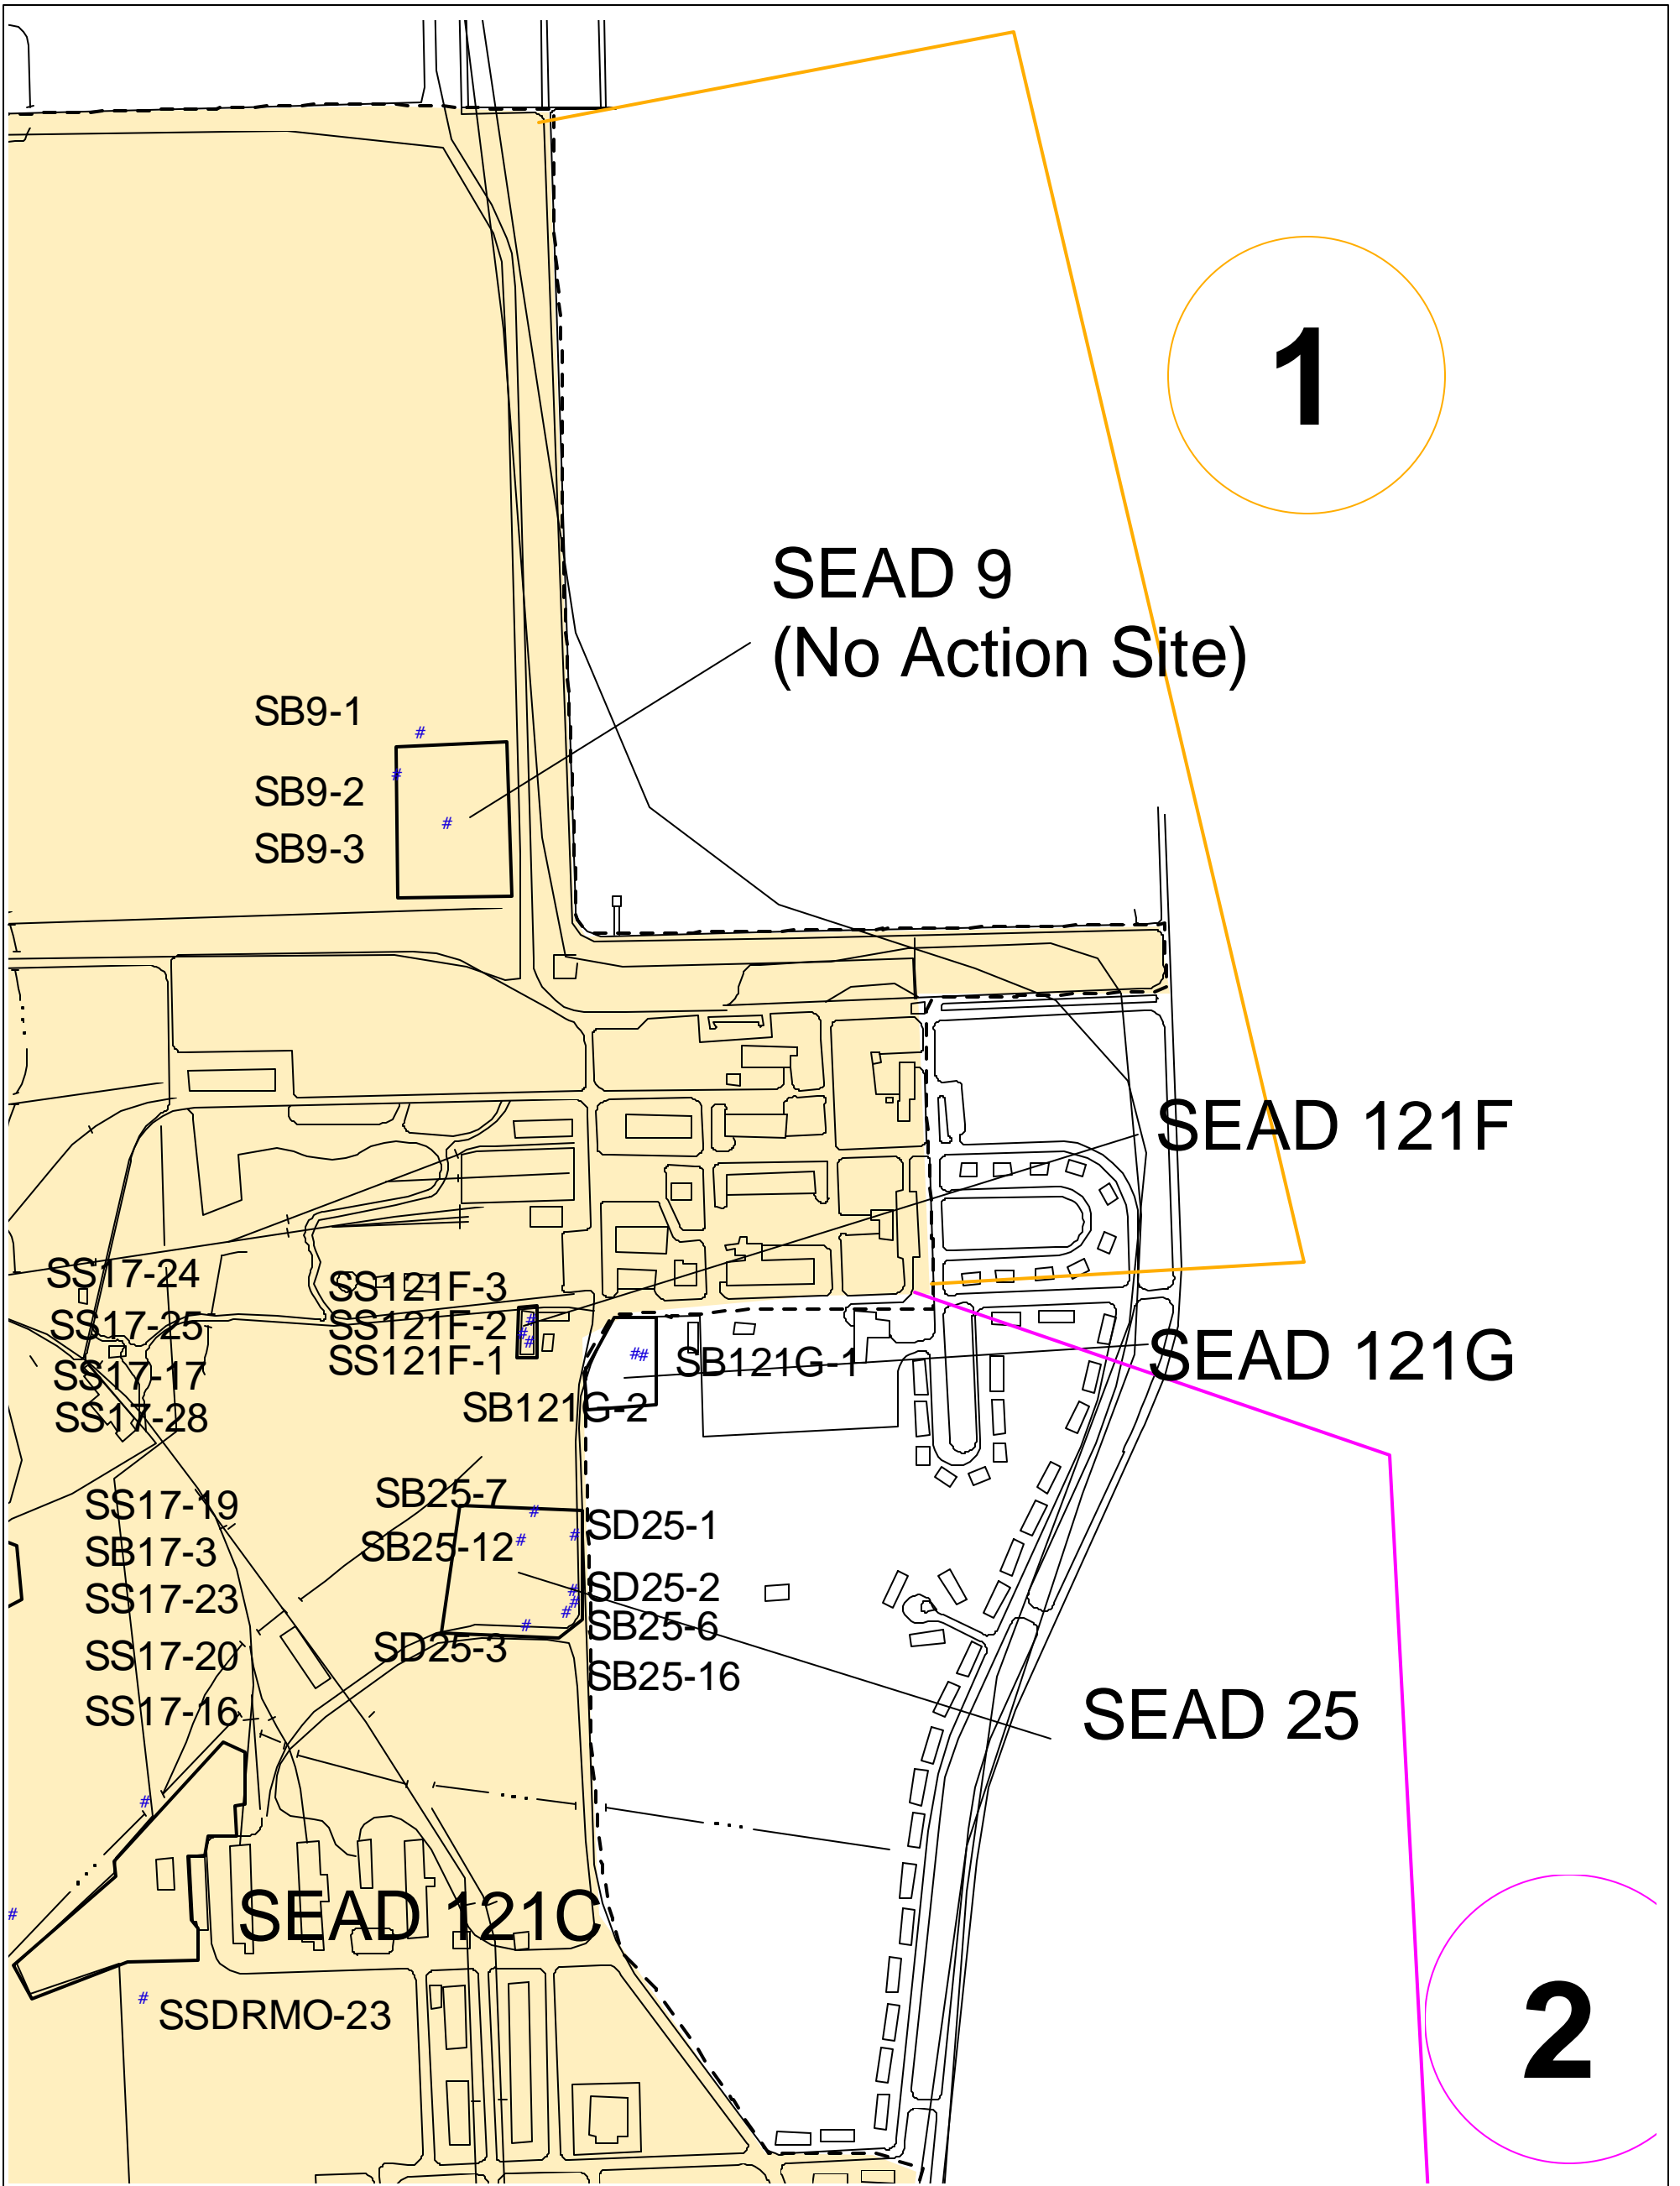 1
SEAD 9
(No Action Site)
SB9-1
SB9-2
SB9-3
SEAD 121F
SS17-24
SS121F-3
SS17-25
SS121F-2
SS17-17
SS121F-1
SB121G-1
SEAD 121G
SS17-28
SB121G-2
SB25-7
SS17-19
SD25-1
SB17-3
SB25-12
SS17-23
SD25-2
SB25-6
SS17-20
SD25-3
SB25-16
SS17-16
SEAD 25
SEAD 121C
SSDRMO-23
2